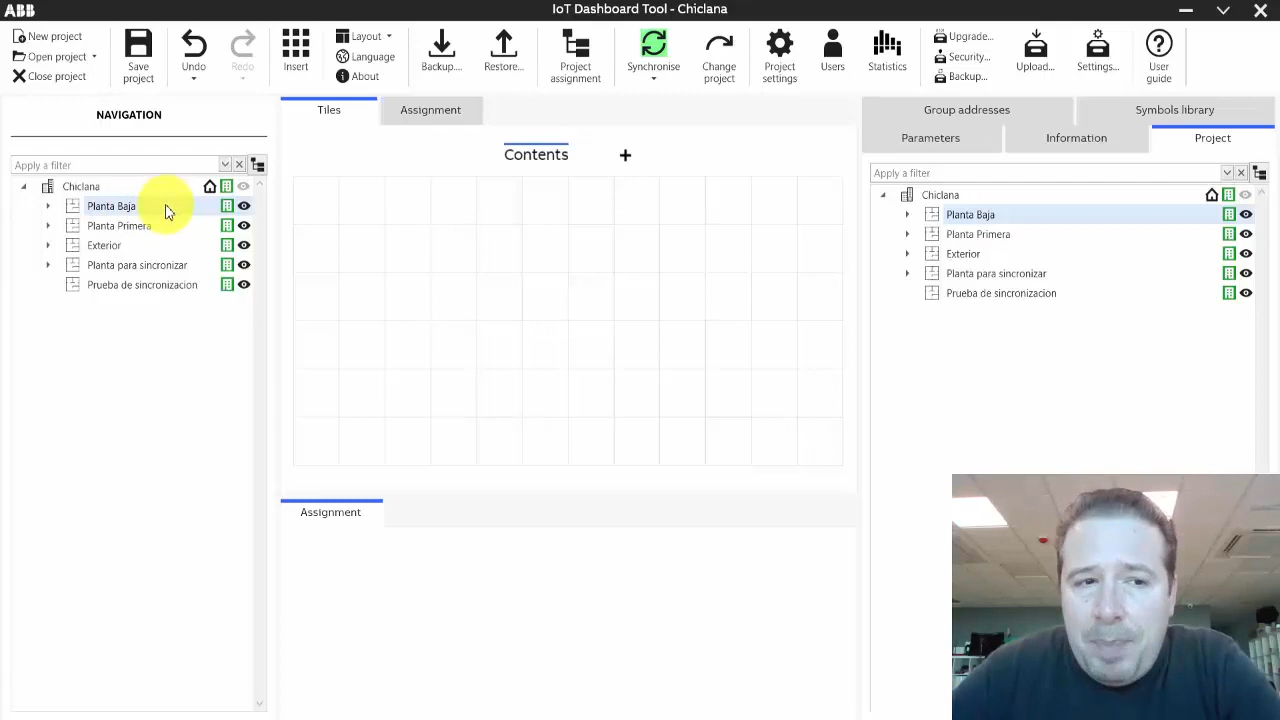 ABB
IoT Dashboard Tool - Chiclana
New project
Open project
Close project
Save project
Undo
Redo
Insert
Layout
Language
About
Backup...
Restore...
Project assignment
Synchronise
Change project
Project settings
Users
Statistics
Upgrade...
Security...
Backup...
Upload...
Settings...
User guide
NAVIGATION
Apply a filter
Chiclana
Planta Baja
Planta Primera
Exterior
Planta para sincronizar
Prueba de sincronizacion
Tiles
Assignment
Contents
+
Assignment
Group addresses
Symbols library
Parameters
Information
Project
Apply a filter
Chiclana
Planta Baja
Planta Primera
Exterior
Planta para sincronizar
Prueba de sincronizacion